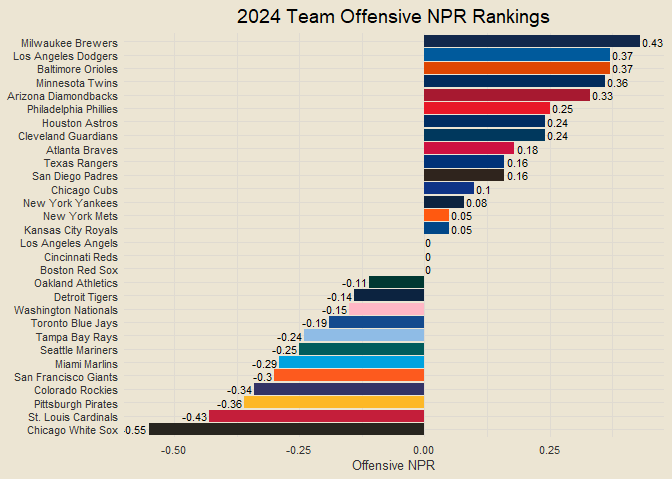 2024 Team Offensive NPR Rankings
Milwaukee Brewers 0.43
Los Angeles Dodgers 0.37
Baltimore Orioles 0.37
Minnesota Twins 0.36
Arizona Diamondbacks 0.33
Philadelphia Phillies 0.25
Houston Astros 0.24
Cleveland Guardians 0.24
Atlanta Braves 0.18
Texas Rangers 0.16
San Diego Padres 0.16
Chicago Cubs 0.1
New York Yankees 0.08
New York Mets 0.05
Kansas City Royals 0.05
Los Angeles Angels 0
Cincinnati Reds 0
Boston Red Sox 0
Oakland Athletics -0.11
Detroit Tigers -0.14
Washington Nationals -0.15
Toronto Blue Jays -0.19
Tampa Bay Rays -0.24
Seattle Mariners -0.25
Miami Marlins -0.29
San Francisco Giants -0.3
Colorado Rockies -0.34
Pittsburgh Pirates -0.36
St. Louis Cardinals -0.43
Chicago White Sox -0.55
-0.50 -0.25 0.00 0.25
Offensive NPR